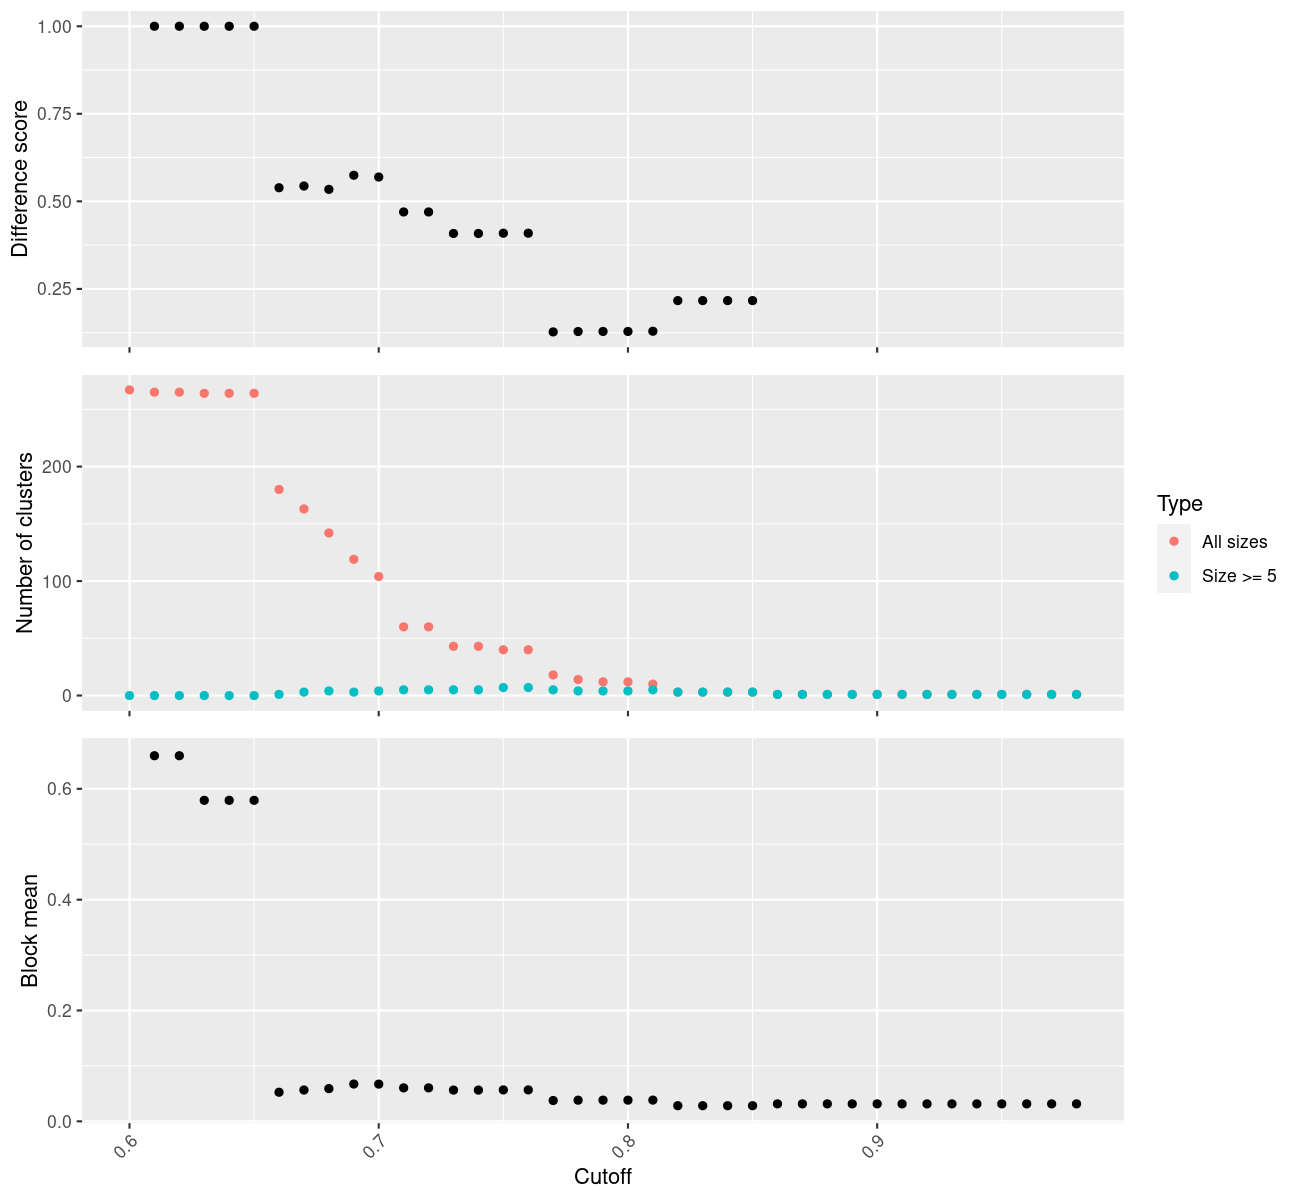 Difference score
1.00
0.75
0.50
0.25
Number of clusters
200
100
0
Type
All sizes
Size >= 5
Block mean
0.6
0.4
0.2
0.0
0.6
0.7
0.8
0.9
Cutoff